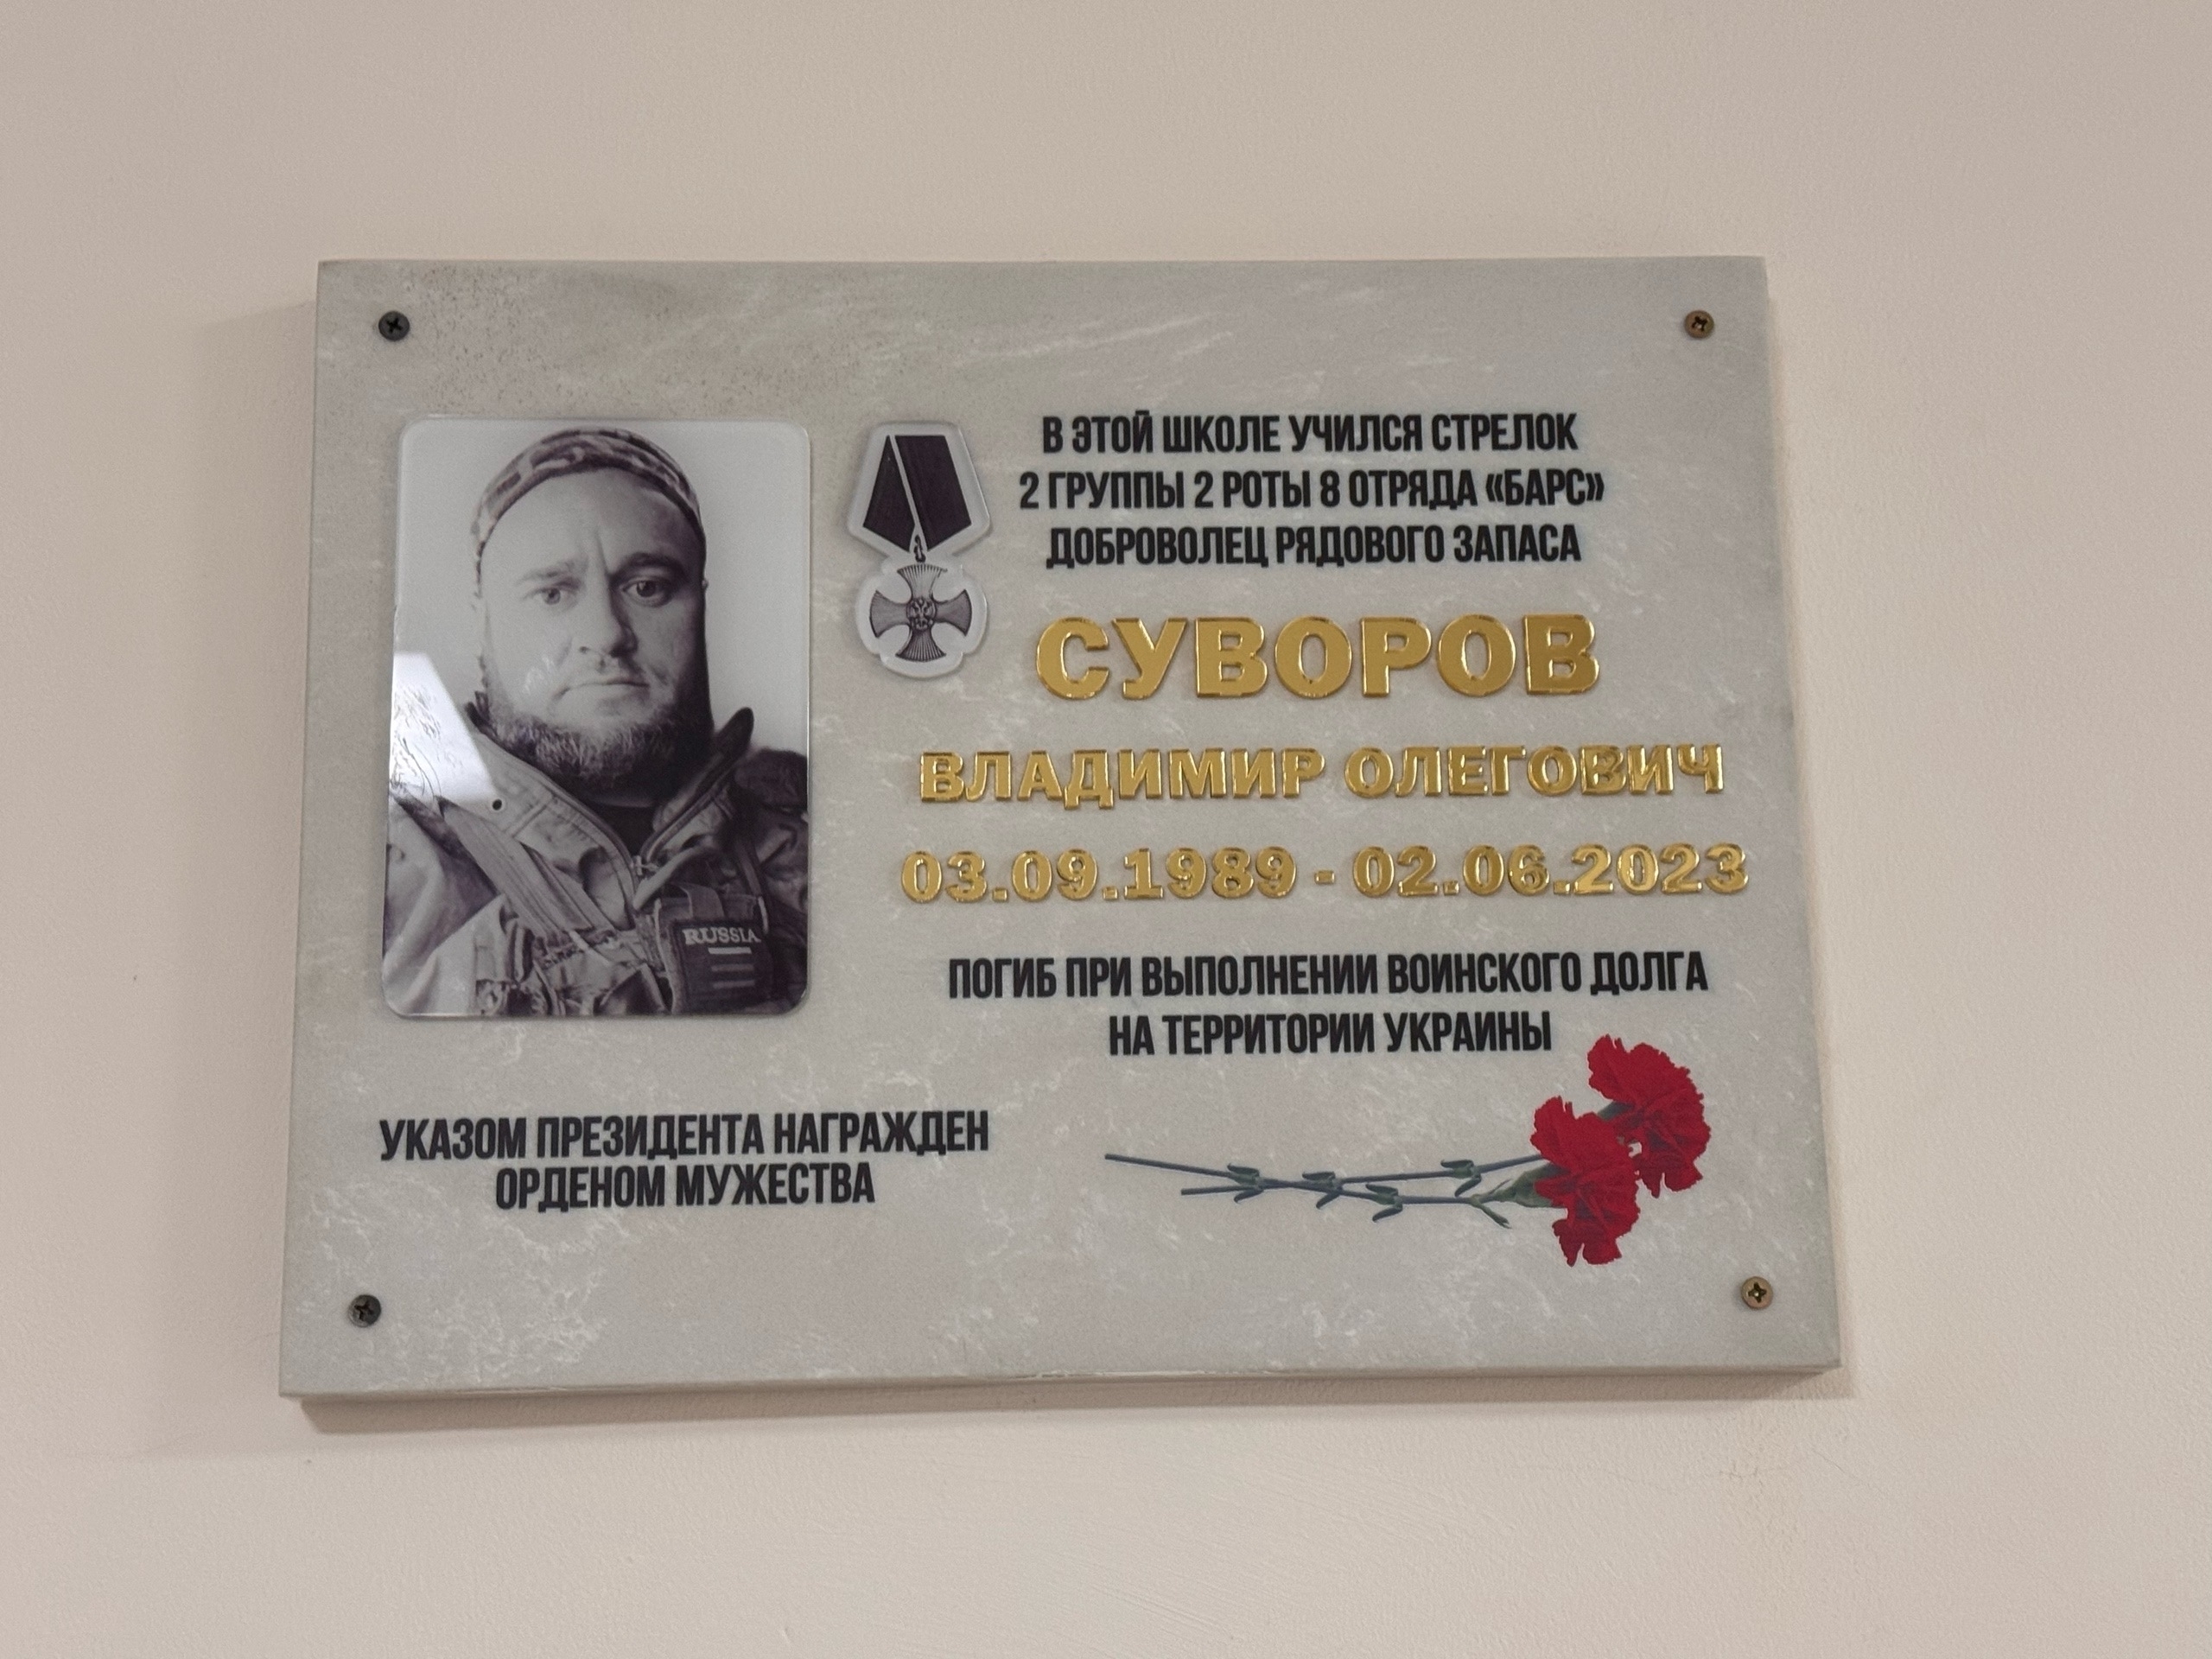 В ЭТОЙ ШКОЛЕ УЧИЛСЯ СТРЕЛОК
2 ГРУППЫ 2 РОТЫ 8 ОТРЯДА «БАРС»
ДОБРОВОЛЕЦ РЯДОВОГО ЗАПАСА
СУВОРОВ
ВЛАДИМИР ОЛЕГОВИЧ
03.09.1989 - 02.06.2023
RUSSIA
ПОГИБ ПРИ ВЫПОЛНЕНИИ ВОИНСКОГО ДОЛГА
НА ТЕРРИТОРИИ УКРАИНЫ
УКАЗОМ ПРЕЗИДЕНТА НАГРАЖДЕН
ОРДЕНОМ МУЖЕСТВА